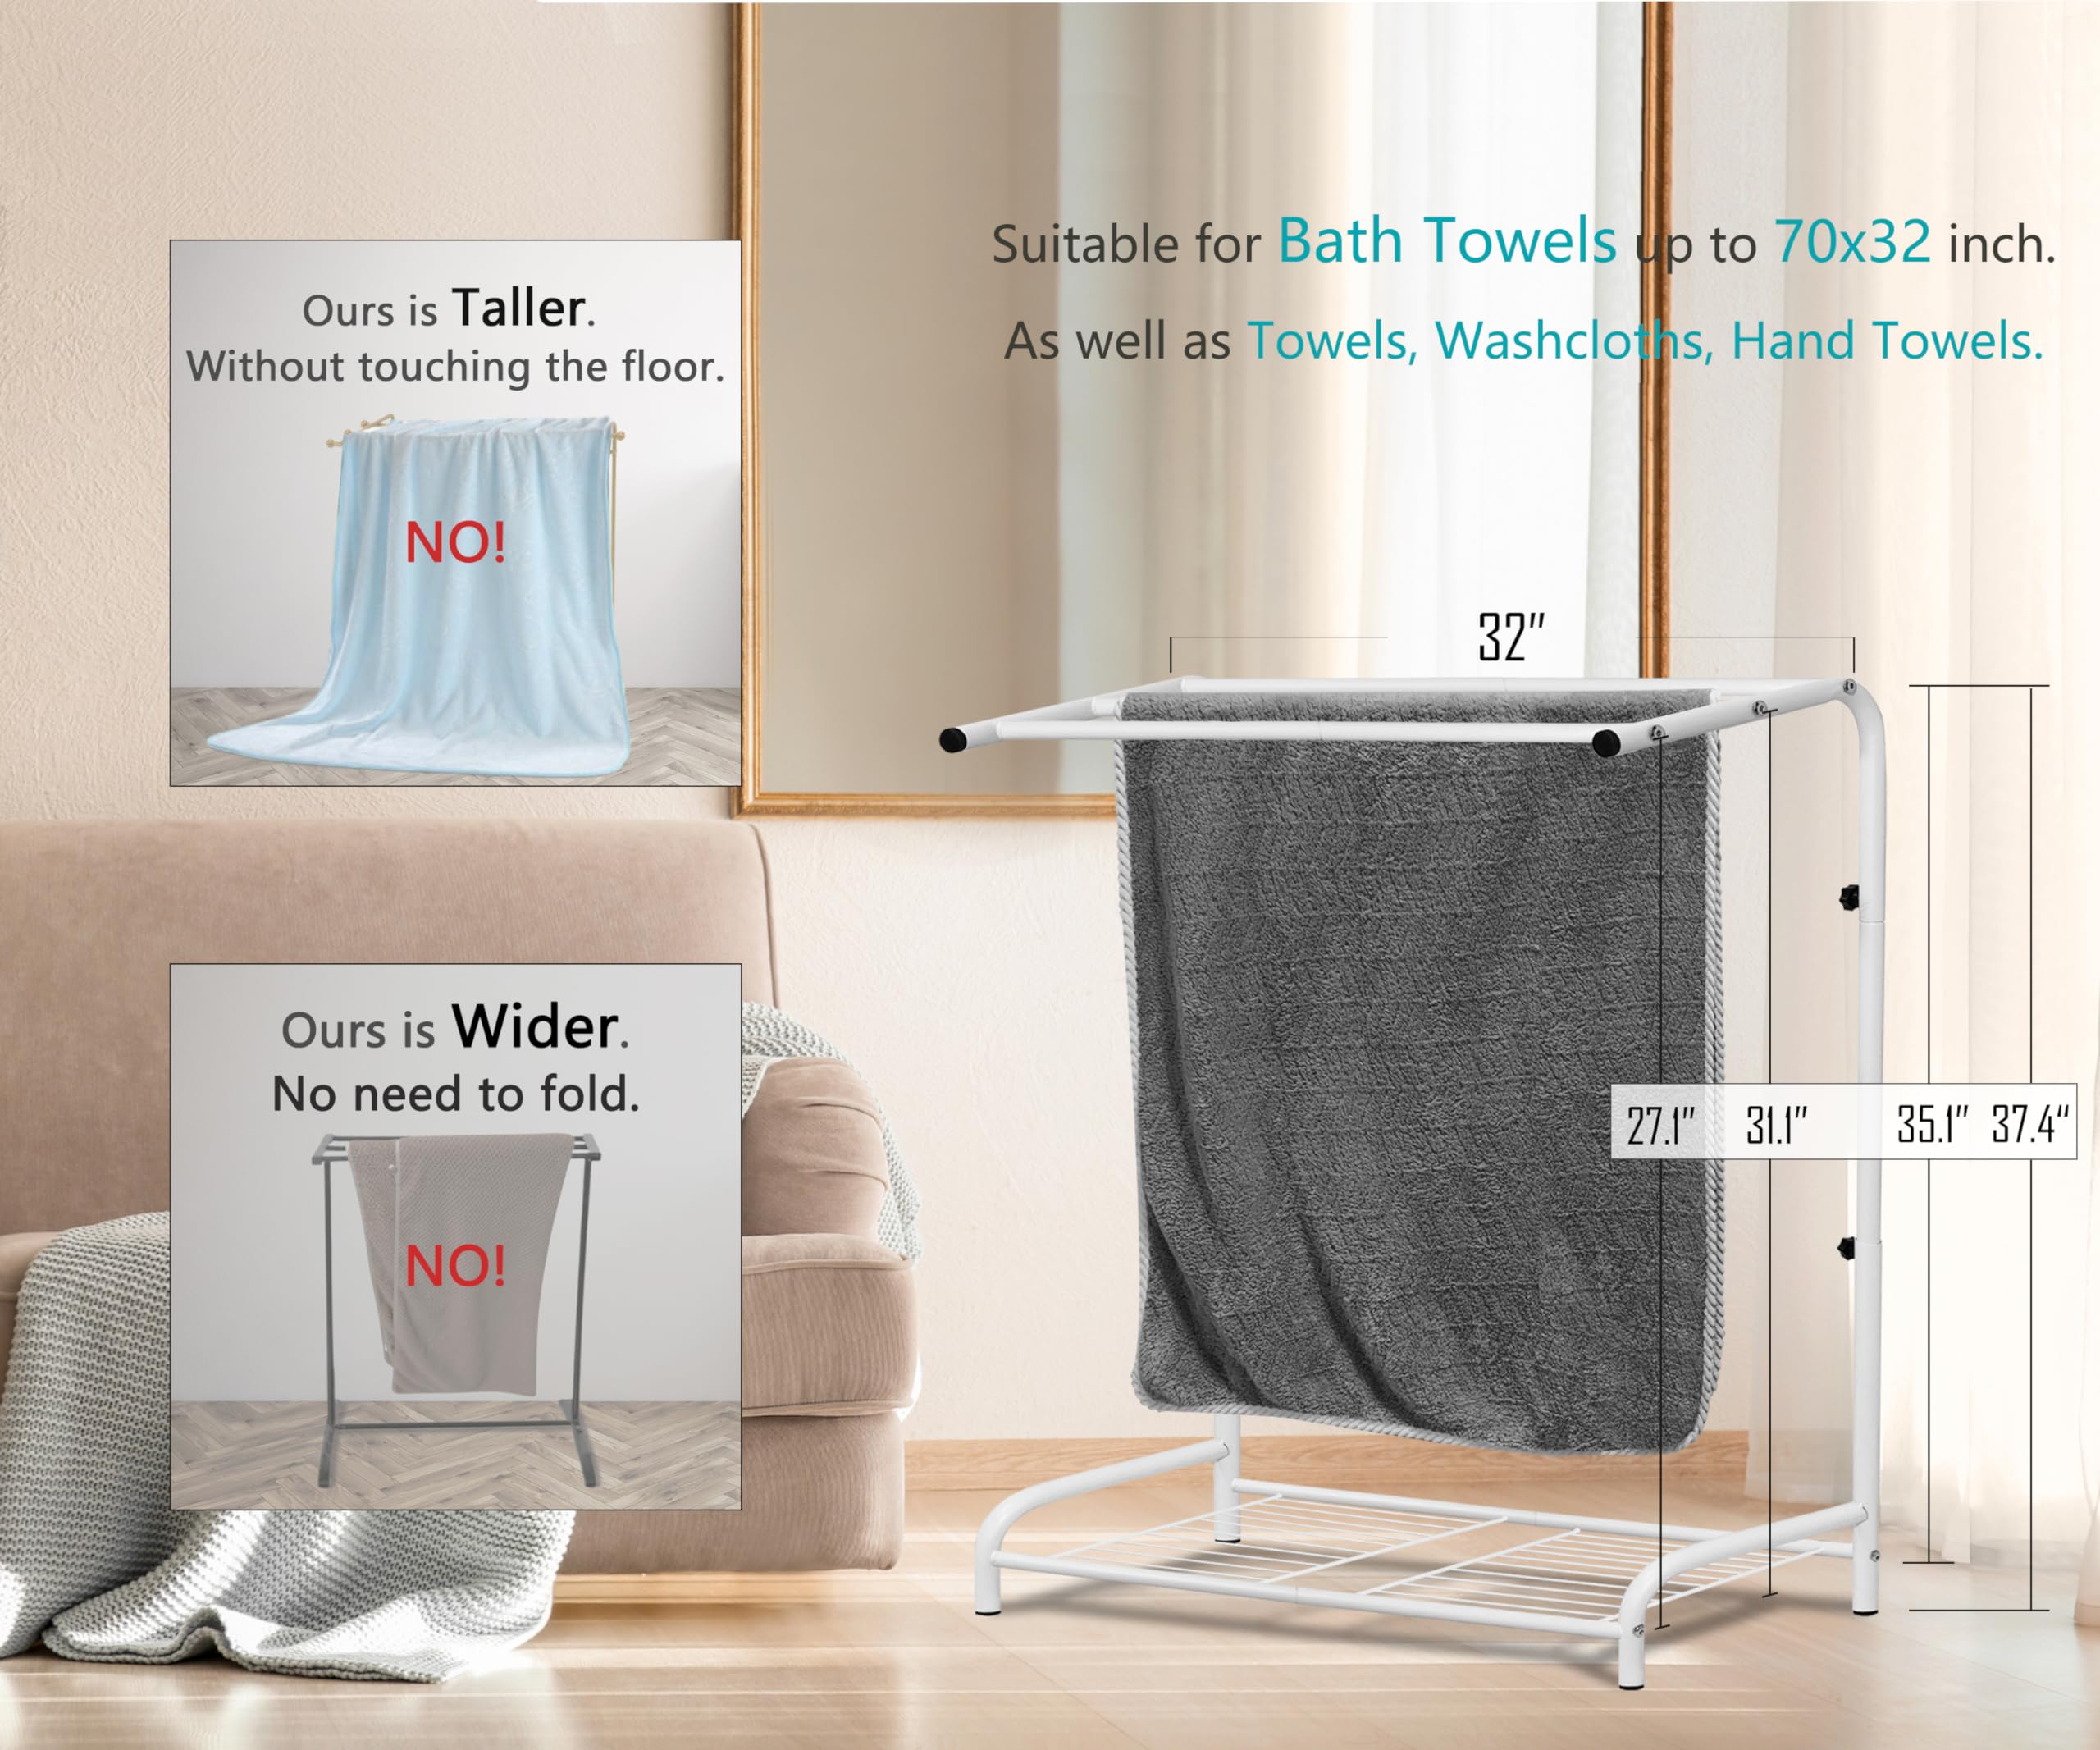 Suitable for Bath Towels up to 70x32 inch.
As well as Towels, Washcloths, Hand Towels.
Ours is Taller.
Without touching the floor.
NO!
Ours is Wider.
No need to fold.
NO!
32"
27.1" 31.1" 35.1" 37.4"